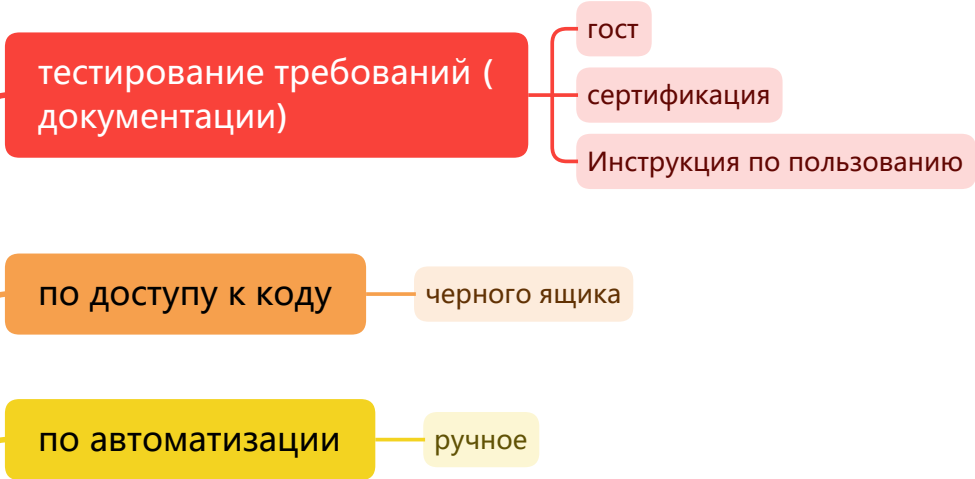 тестирование требований (
документации)
гост
сертификация
Инструкция по пользованию
по доступу к коду
черного ящика
по автоматизации
ручное